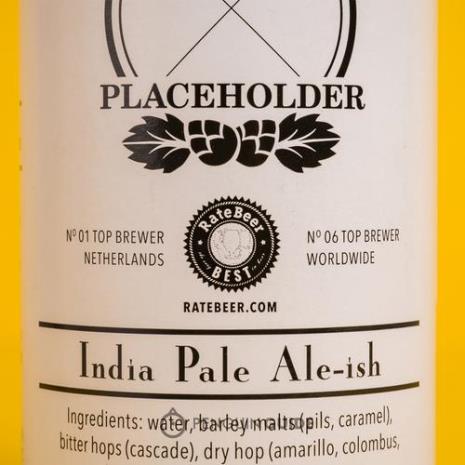 PLACEHOLDER
Nº 01 TOP BREWER
NETHERLANDS
RateBeer
BEST
Nº 06 TOP BREWER
WORLDWIDE
RATEBEER.COM
India Pale Ale-ish
Ingredients: water, barley malts(pils, caramel),
bitter hops (cascade), dry hop (amarillo, colombus,